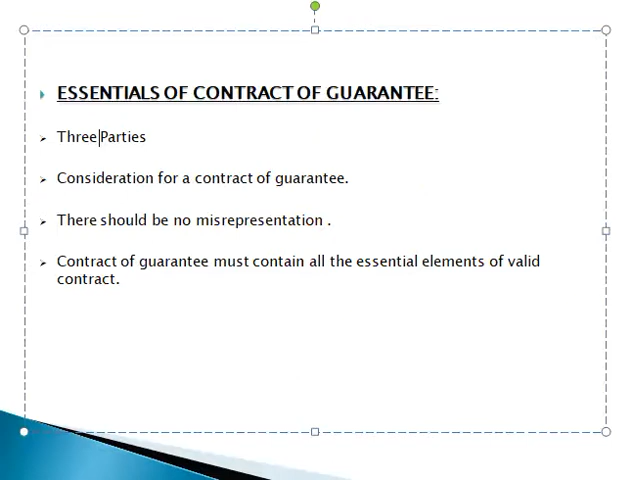 ESSENTIALS OF CONTRACT OF GUARANTEE:
Three Parties
Consideration for a contract of guarantee.
There should be no misrepresentation .
Contract of guarantee must contain all the essential elements of valid
contract.